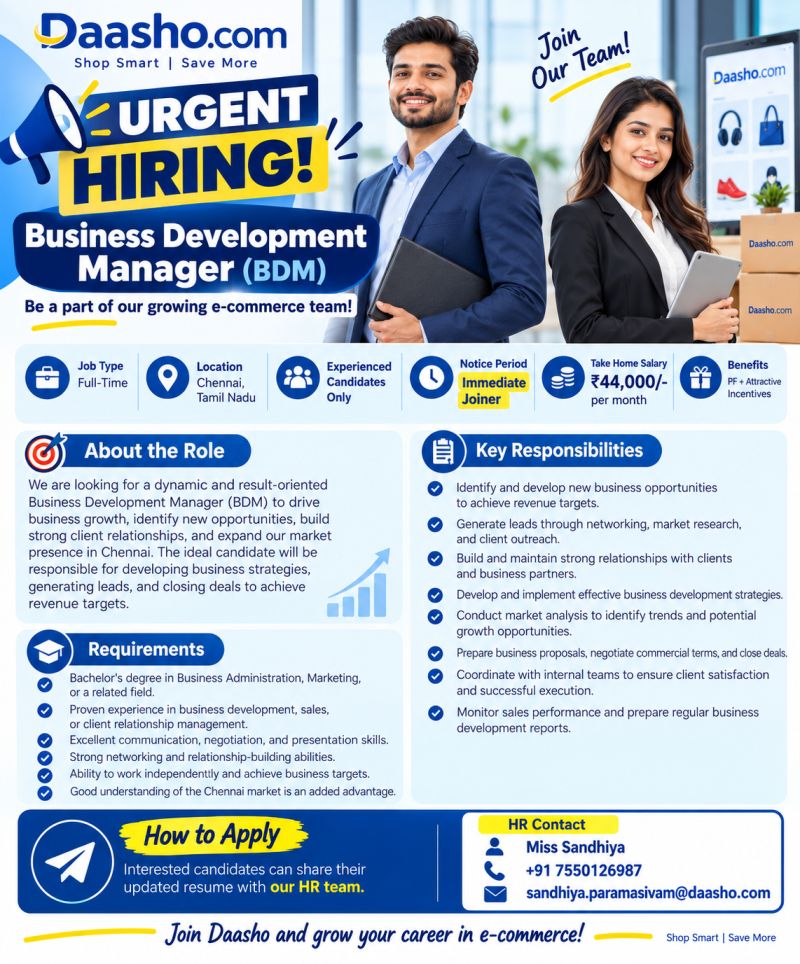 Daasho.com
Shop Smart | Save More
Join
Our Team!
Daasho.com
URGENT
HIRING!
Business Development
Manager (BDM)
Be a part of our growing e-commerce team!
Daasho.com
Daasho.com
Job Type
Full-Time
Location
Chennai,
Tamil Nadu
Experienced
Candidates
Only
Notice Period
Immediate
Joiner
Take Home Salary
₹44,000/-
per month
Benefits
PF + Attractive
Incentives
About the Role
We are looking for a dynamic and result-oriented
Business Development Manager (BDM) to drive
business growth, identify new opportunities, build
strong client relationships, and expand our market
presence in Chennai. The ideal candidate will be
responsible for developing business strategies,
generating leads, and closing deals to achieve
revenue targets.
Requirements
Bachelor's degree in Business Administration, Marketing,
or a related field.
Proven experience in business development, sales,
or client relationship management.
Excellent communication, negotiation, and presentation skills.
Strong networking and relationship-building abilities.
Ability to work independently and achieve business targets.
Good understanding of the Chennai market is an added advantage.
Key Responsibilities
Identify and develop new business opportunities
to achieve revenue targets.
Generate leads through networking, market research,
and client outreach.
Build and maintain strong relationships with clients
and business partners.
Develop and implement effective business development strategies.
Conduct market analysis to identify trends and potential
growth opportunities.
Prepare business proposals, negotiate commercial terms, and close deals.
Coordinate with internal teams to ensure client satisfaction
and successful execution.
Monitor sales performance and prepare regular business
development reports.
How to Apply
Interested candidates can share their
updated resume with our HR team.
HR Contact
Miss Sandhiya
+91 7550126987
sandhiya.paramasivam@daasho.com
Join Daasho and grow your career in e-commerce!
Shop Smart | Save More